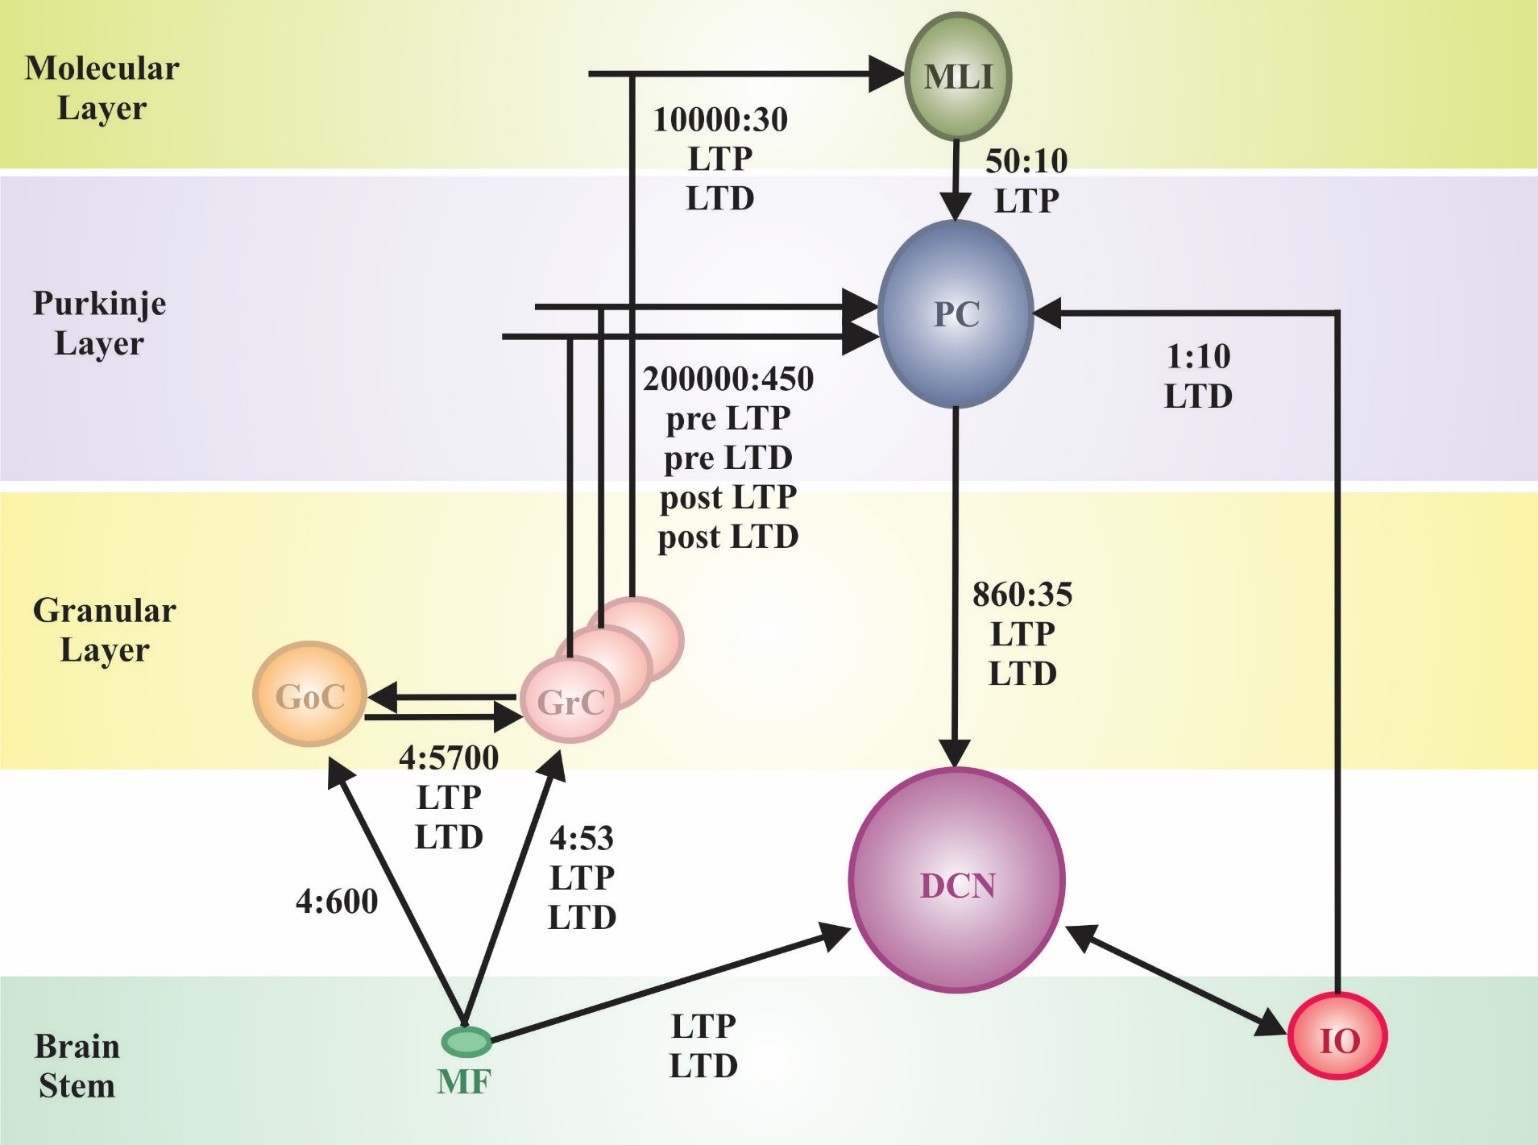 Molecular
Layer
MLI
10000:30
LTP
LTD
50:10
LTP
Purkinje
Layer
PC
200000:450
pre LTP
pre LTD
post LTP
post LTD
1:10
LTD
Granular
Layer
GoC
GrC
860:35
LTP
LTD
4:5700
LTP
LTD
4:53
LTP
LTD
4:600
DCN
Brain
Stem
MF
LTP
LTD
IO